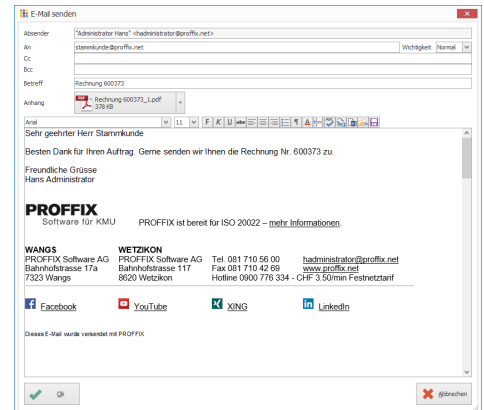 E-Mail senden
Absender "Administrator Hans" <hadministrator@proffix.net>
An stammkunde@proffix.net Wichtigkeit Normal
Cc
Bcc
Betreff Rechnung 600373
Anhang Rechnung 600373_1.pdf
378 KB
Arial 11 F K U abc
Sehr geehrter Herr Stammkunde
Besten Dank für Ihren Auftrag. Gerne senden wir Ihnen die Rechnung Nr. 600373 zu.
Freundliche Grüsse
Hans Administrator
PROFFIX
Software für KMU PROFFIX ist bereit für ISO 20022 – mehr Informationen.
WANGS WETZIKON
PROFFIX Software AG PROFFIX Software AG Tel. 081 710 56 00 hadministrator@proffix.net
Bahnhofstrasse 17a Bahnhofstrasse 117 Fax 081 710 42 69 www.proffix.net
7323 Wangs 8620 Wetzikon Hotline 0900 776 334 - CHF 3.50/min Festnetztarif
Facebook YouTube XING LinkedIn
Dieses E-Mail wurde versendet mit PROFFIX
Ok Abbrechen